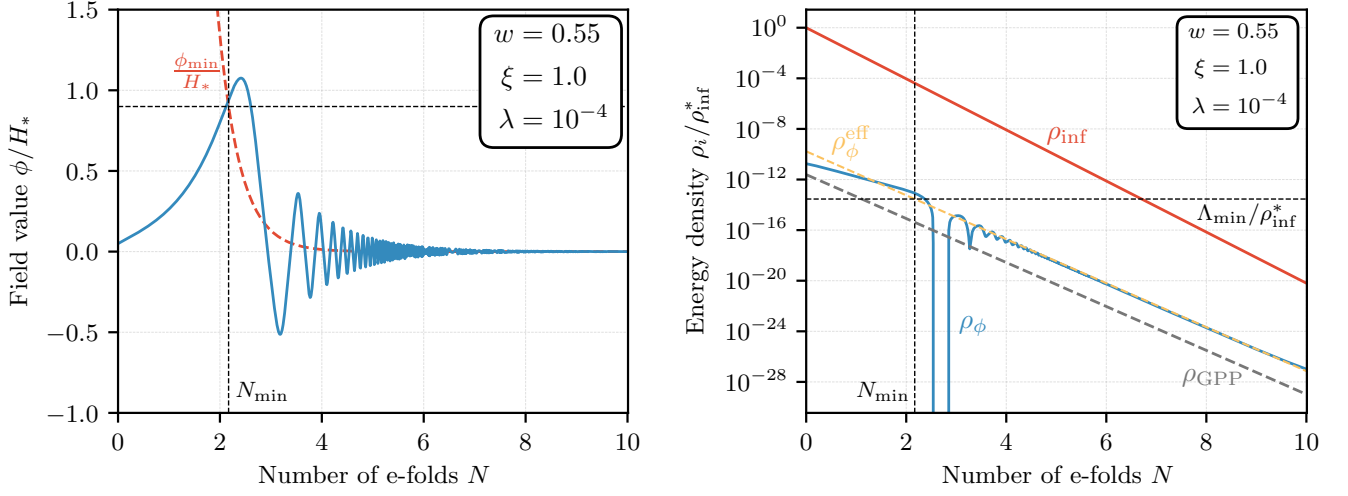 1.5
1.0
0.5
0.0
−0.5
−1.0
Field value ϕ/H*
ϕmin/H*
w = 0.55
ξ = 1.0
λ = 10⁻⁴
Nmin
0 2 4 6 8 10
Number of e-folds N
10⁰
10⁻⁴
10⁻⁸
10⁻¹²
10⁻¹⁶
10⁻²⁰
10⁻²⁴
10⁻²⁸
Energy density ρᵢ/ρ*inf
w = 0.55
ξ = 1.0
λ = 10⁻⁴
ρinf
ρϕ^eff
Λmin/ρ*inf
ρϕ
ρGPP
Nmin
0 2 4 6 8 10
Number of e-folds N